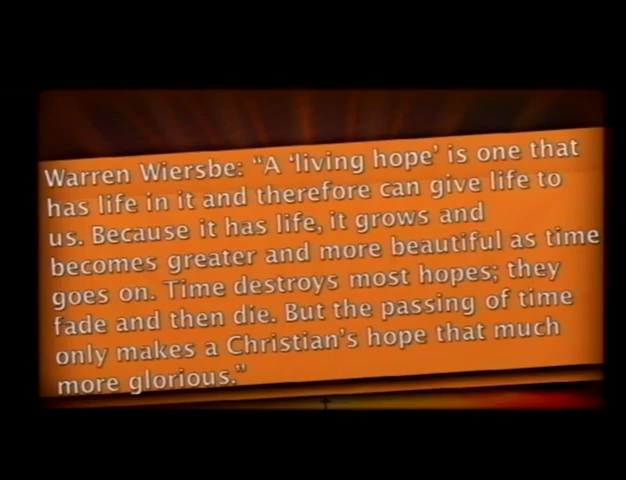 Warren Wiersbe: “A ‘living hope’ is one that
has life in it and therefore can give life to
us. Because it has life, it grows and
becomes greater and more beautiful as time
goes on. Time destroys most hopes; they
fade and then die. But the passing of time
only makes a Christian’s hope that much
more glorious.”